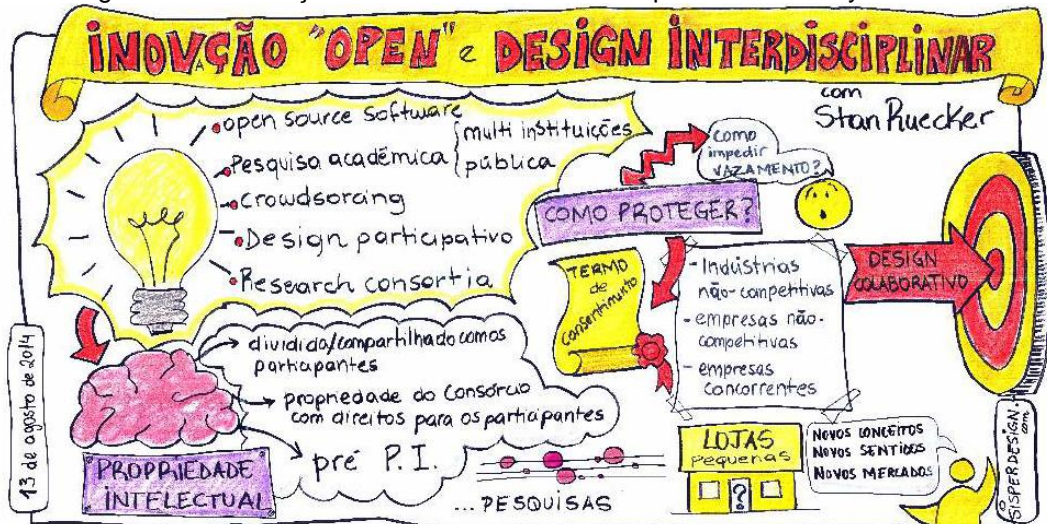 INOVAÇÃO "OPEN" e DESIGN INTERDISCIPLINAR
com
Stan Ruecker
open source Software
Pesquisa acadêmica { multi instituições
pública
crowdsorcing
Design participativo
Research consortia
COMO PROTEGER?
como
impedir
VAZAMENTO?
TERMO
de
consentimento
- Indústrias
não-competitivas
- empresas não-
competitivas
- empresas
concorrentes
DESIGN
COLABORATIVO
dividido/compartilhado com os
participantes
propriedade do Consórcio
com direitos para os participantes
pré P.I.
PROPRIEDADE
INTELECTUAL
... PESQUISAS
LOJAS
Pequenas
?
NOVOS CONCEITOS
NOVOS SENTIDOS
NOVOS MERCADOS
13 de agosto de 2014
SISPERDESIGN.
com